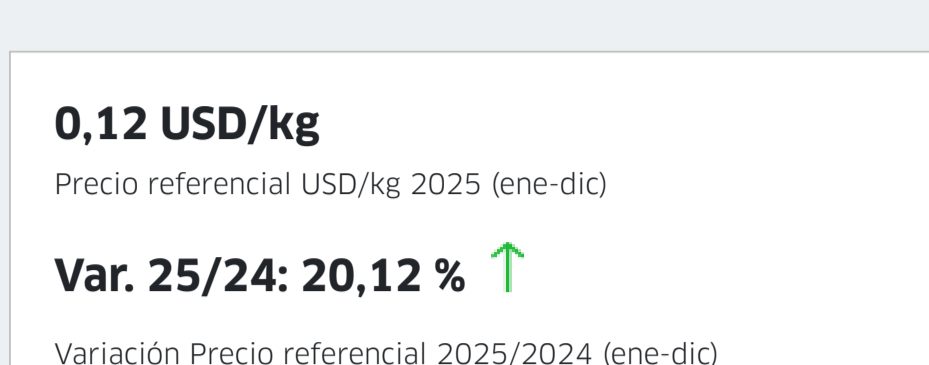 0,12 USD/kg
Precio referencial USD/kg 2025 (ene-dic)
Var. 25/24: 20,12 %
Variación Precio referencial 2025/2024 (ene-dic)